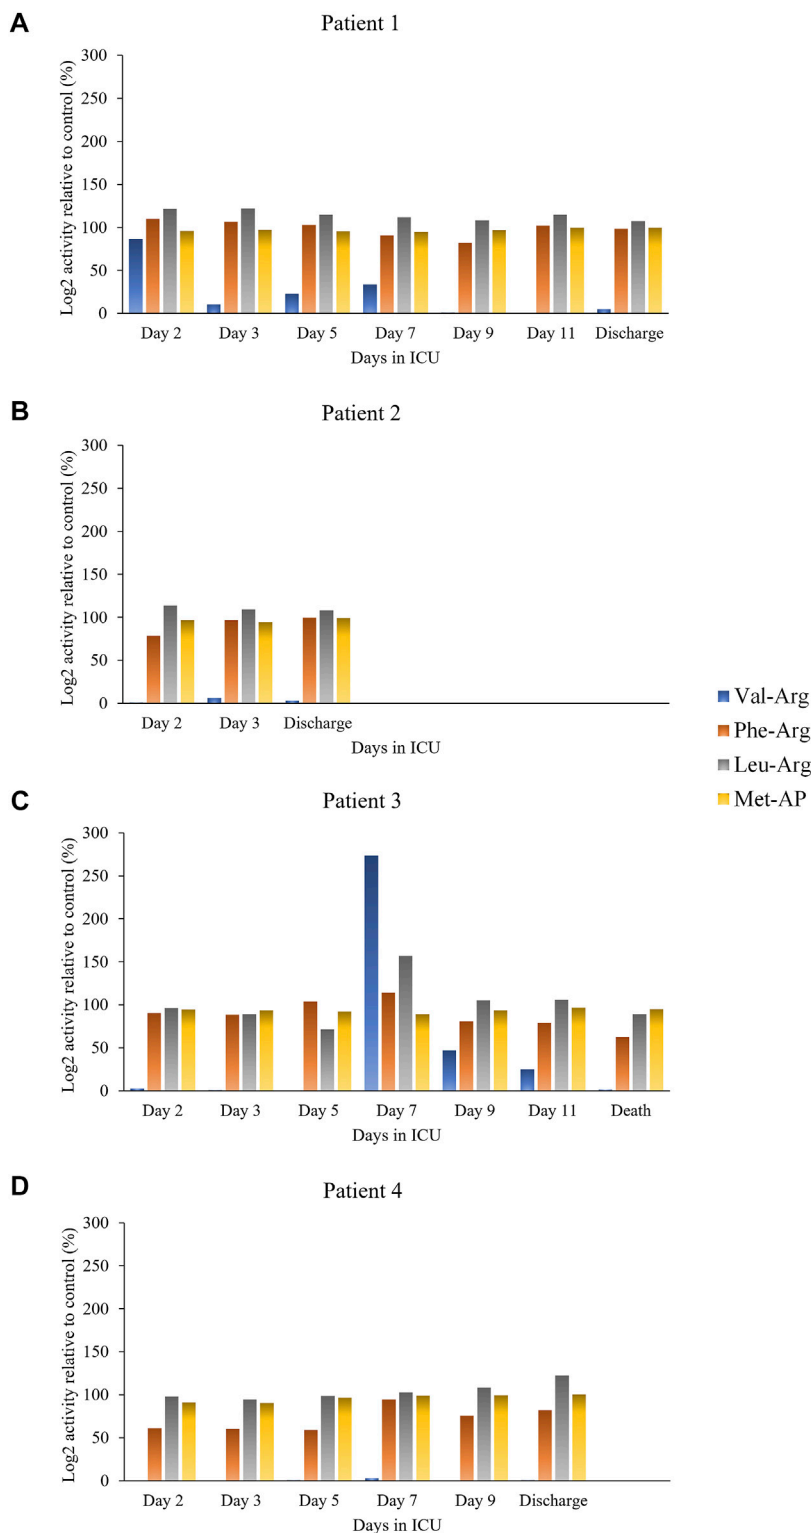 A
Patient 1
Log2 activity relative to control (%)
300
250
200
150
100
50
0
Day 2 Day 3 Day 5 Day 7 Day 9 Day 11 Discharge
Days in ICU
B
Patient 2
Log2 activity relative to control (%)
300
250
200
150
100
50
0
Day 2 Day 3 Discharge
Days in ICU
Val-Arg
Phe-Arg
Leu-Arg
Met-AP
C
Patient 3
Log2 activity relative to control (%)
300
250
200
150
100
50
0
Day 2 Day 3 Day 5 Day 7 Day 9 Day 11 Death
Days in ICU
D
Patient 4
Log2 activity relative to control (%)
300
250
200
150
100
50
0
Day 2 Day 3 Day 5 Day 7 Day 9 Discharge
Days in ICU